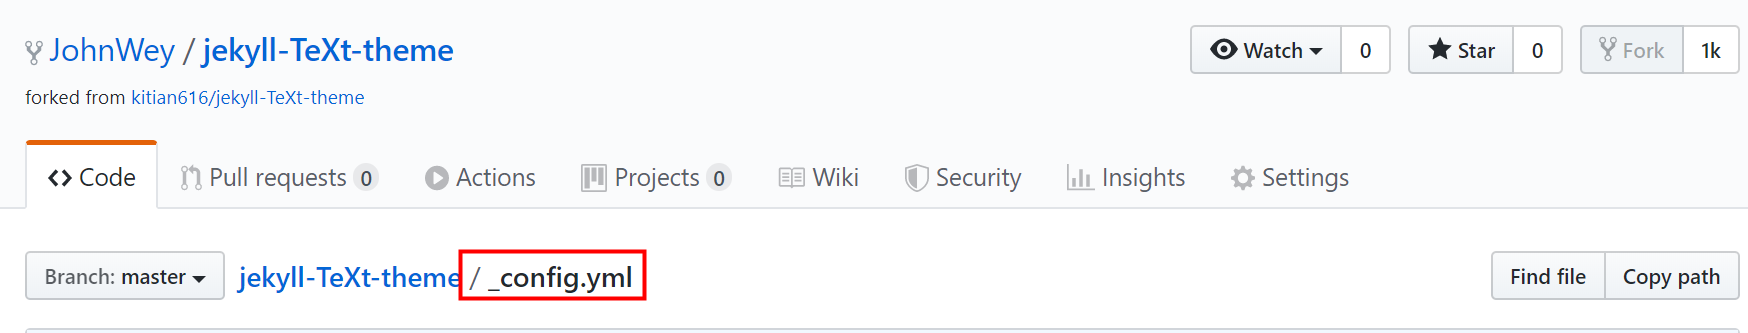 JohnWey / jekyll-TeXt-theme
Watch 0
Star 0
Fork 1k
forked from kitian616/jekyll-TeXt-theme
Code
Pull requests 0
Actions
Projects 0
Wiki
Security
Insights
Settings
Branch: master
jekyll-TeXt-theme / _config.yml
Find file
Copy path